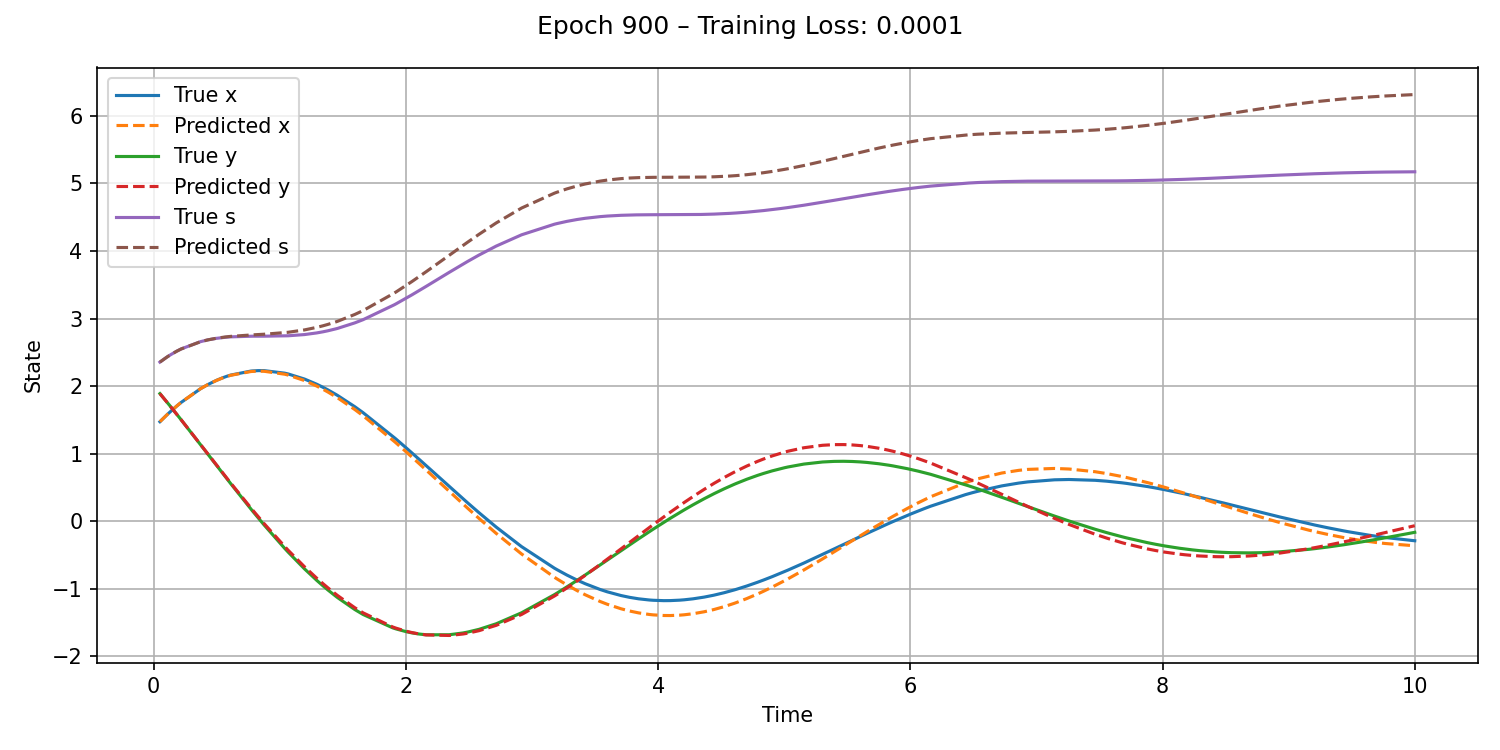 Epoch 900 – Training Loss: 0.0001
True x
Predicted x
True y
Predicted y
True s
Predicted s
State
6
5
4
3
2
1
0
−1
−2
0 2 4 6 8 10
Time